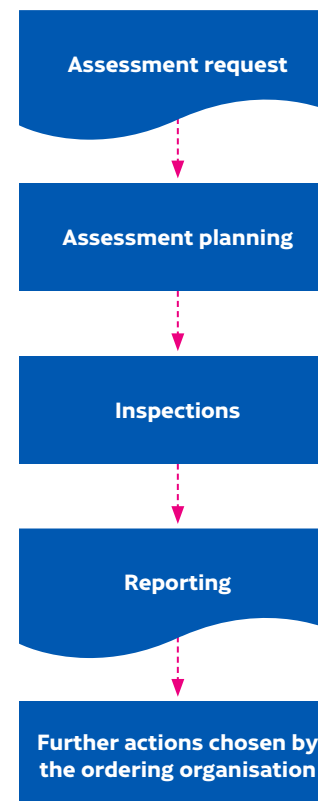 Assessment request
Assessment planning
Inspections
Reporting
Further actions chosen by
the ordering organisation